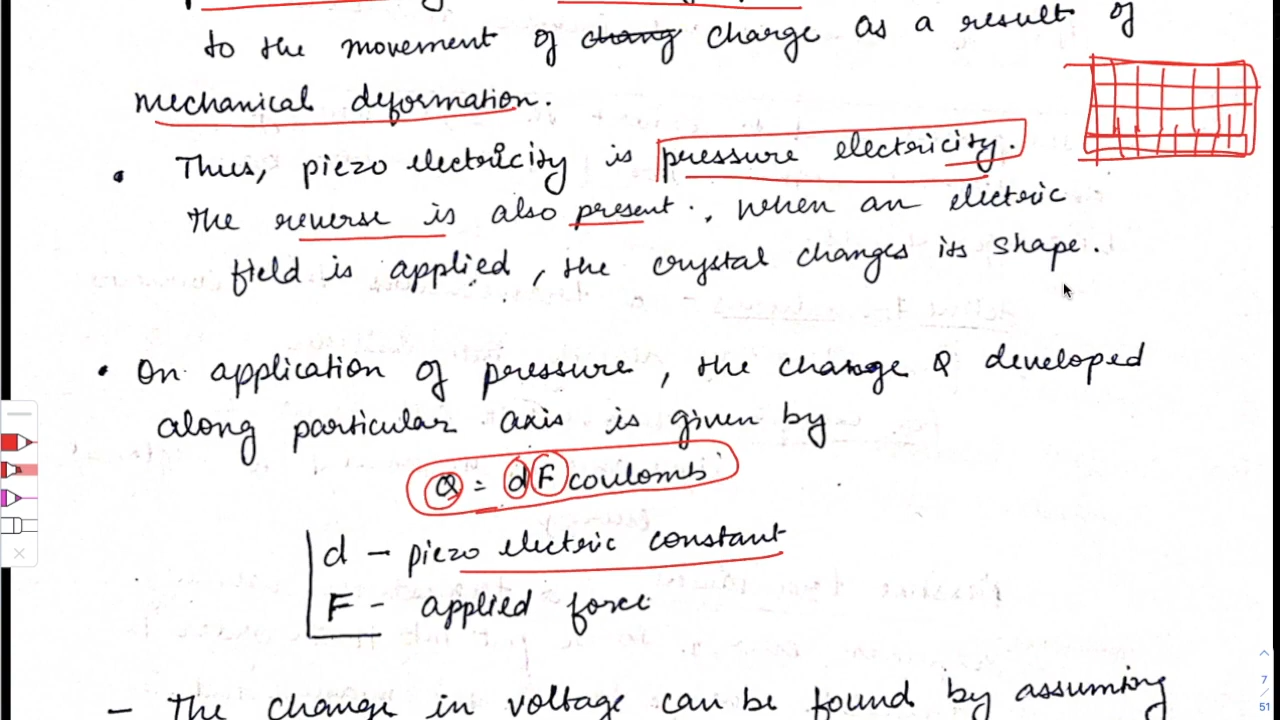 to the movement of chang charge as a result of
mechanical deformation.
• Thus, piezo electricity is pressure electricity.
The reverse is also present., when an electric
field is applied, the crystal changes its shape.
• On application of pressure, the charge Q developed
along particular axis is given by
Q = dF coulombs
d - piezo electric constant
F - applied force
- The change in voltage can be found by assuming
7
/
51